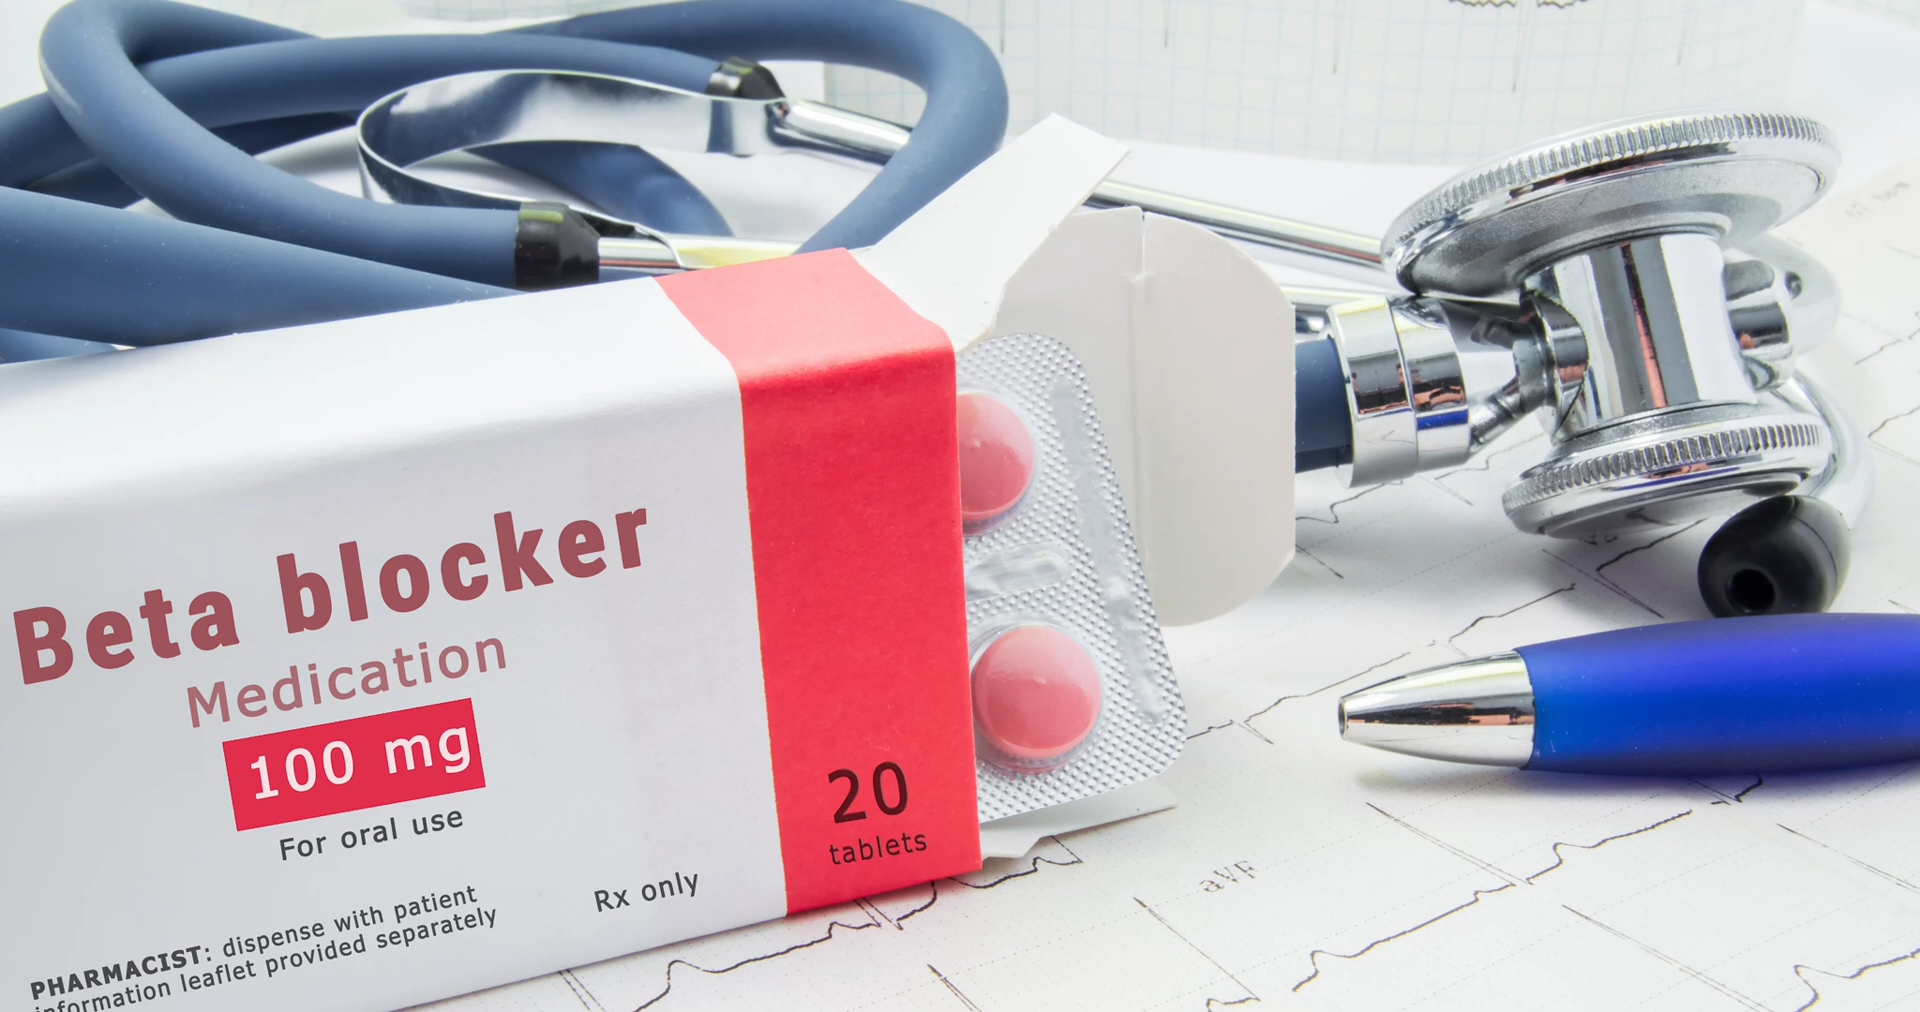 Beta blocker
Medication
100 mg
For oral use
PHARMACIST: dispense with patient
information leaflet provided separately
Rx only
20
tablets
aVF